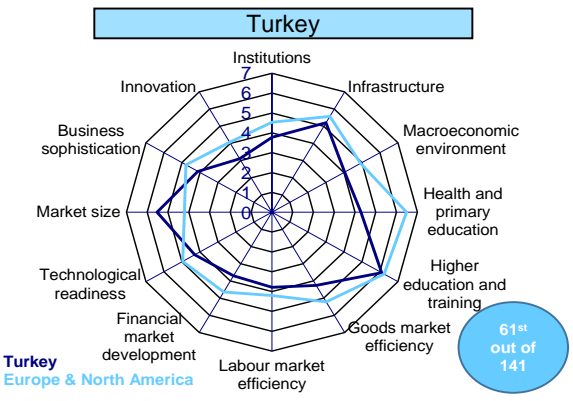 Turkey
Institutions
7
6
5
4
3
2
1
0
Infrastructure
Macroeconomic
environment
Health and
primary
education
Higher
education and
training
Goods market
efficiency
Labour market
efficiency
Financial
market
development
Technological
readiness
Market size
Business
sophistication
Innovation
61st
out of
141
Turkey
Europe & North America